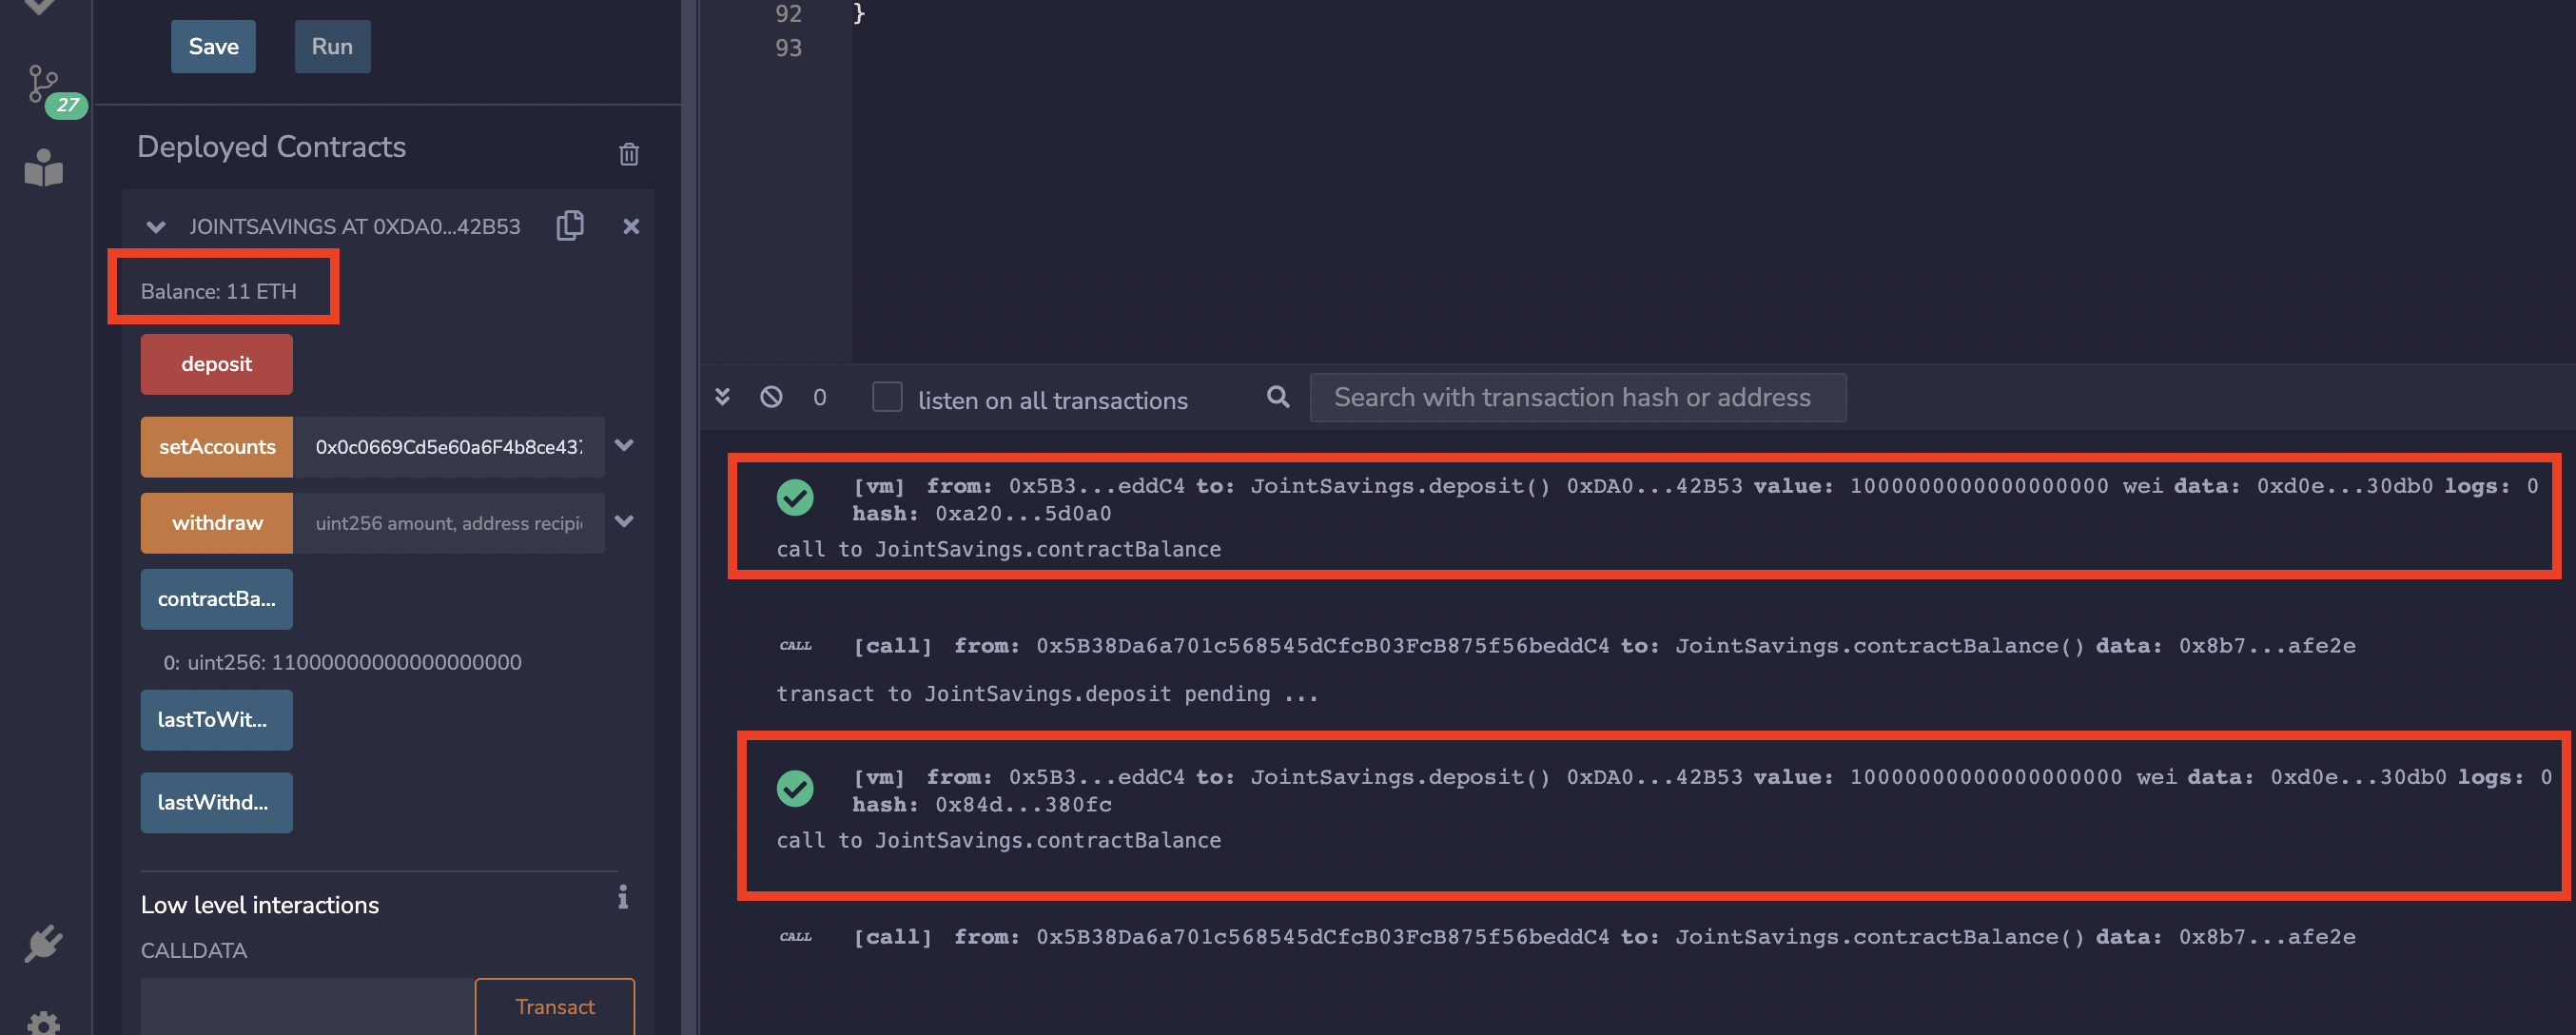 Save Run
27
Deployed Contracts
JOINTSAVINGS AT 0XDA0...42B53
Balance: 11 ETH
deposit
setAccounts 0x0c0669Cd5e60a6F4b8ce437
withdraw uint256 amount, address recipi
contractBa...
0: uint256: 11000000000000000000
lastToWit...
lastWithd...
Low level interactions
CALLDATA
Transact
92 }
93
0 listen on all transactions Search with transaction hash or address
[vm] from: 0x5B3...eddC4 to: JointSavings.deposit() 0xDA0...42B53 value: 1000000000000000000 wei data: 0xd0e...30db0 logs: 0
hash: 0xa20...5d0a0
call to JointSavings.contractBalance
CALL [call] from: 0x5B38Da6a701c568545dCfcB03FcB875f56beddC4 to: JointSavings.contractBalance() data: 0x8b7...afe2e
transact to JointSavings.deposit pending ...
[vm] from: 0x5B3...eddC4 to: JointSavings.deposit() 0xDA0...42B53 value: 10000000000000000000 wei data: 0xd0e...30db0 logs: 0
hash: 0x84d...380fc
call to JointSavings.contractBalance
CALL [call] from: 0x5B38Da6a701c568545dCfcB03FcB875f56beddC4 to: JointSavings.contractBalance() data: 0x8b7...afe2e